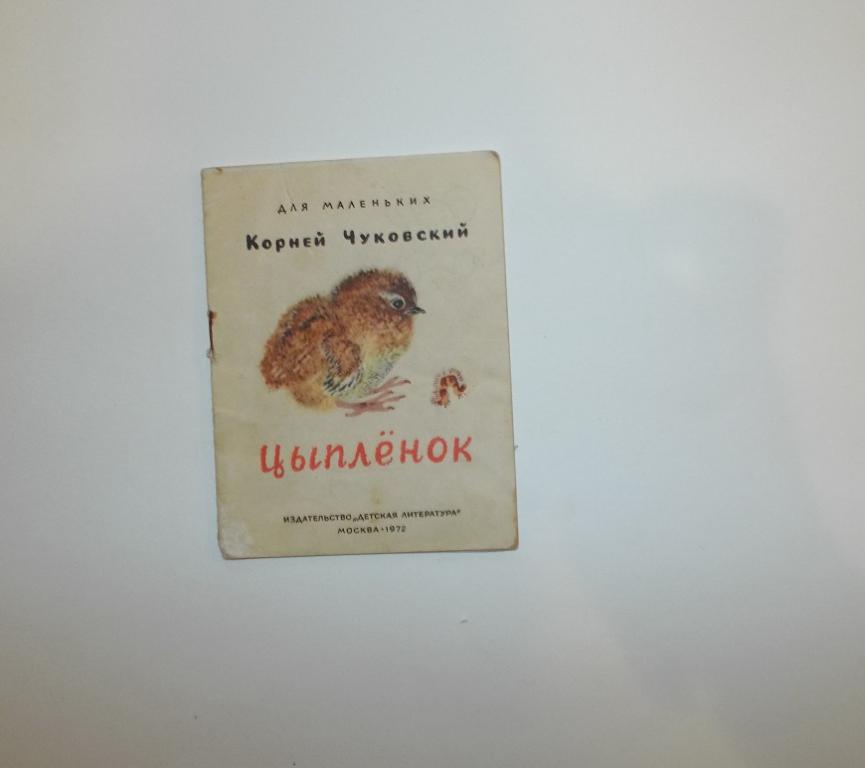 ДЛЯ МАЛЕНЬКИХ
Корней Чуковский
ЦЫПЛЁНОК
ИЗДАТЕЛЬСТВО „ДЕТСКАЯ ЛИТЕРАТУРА"
МОСКВА · 1972